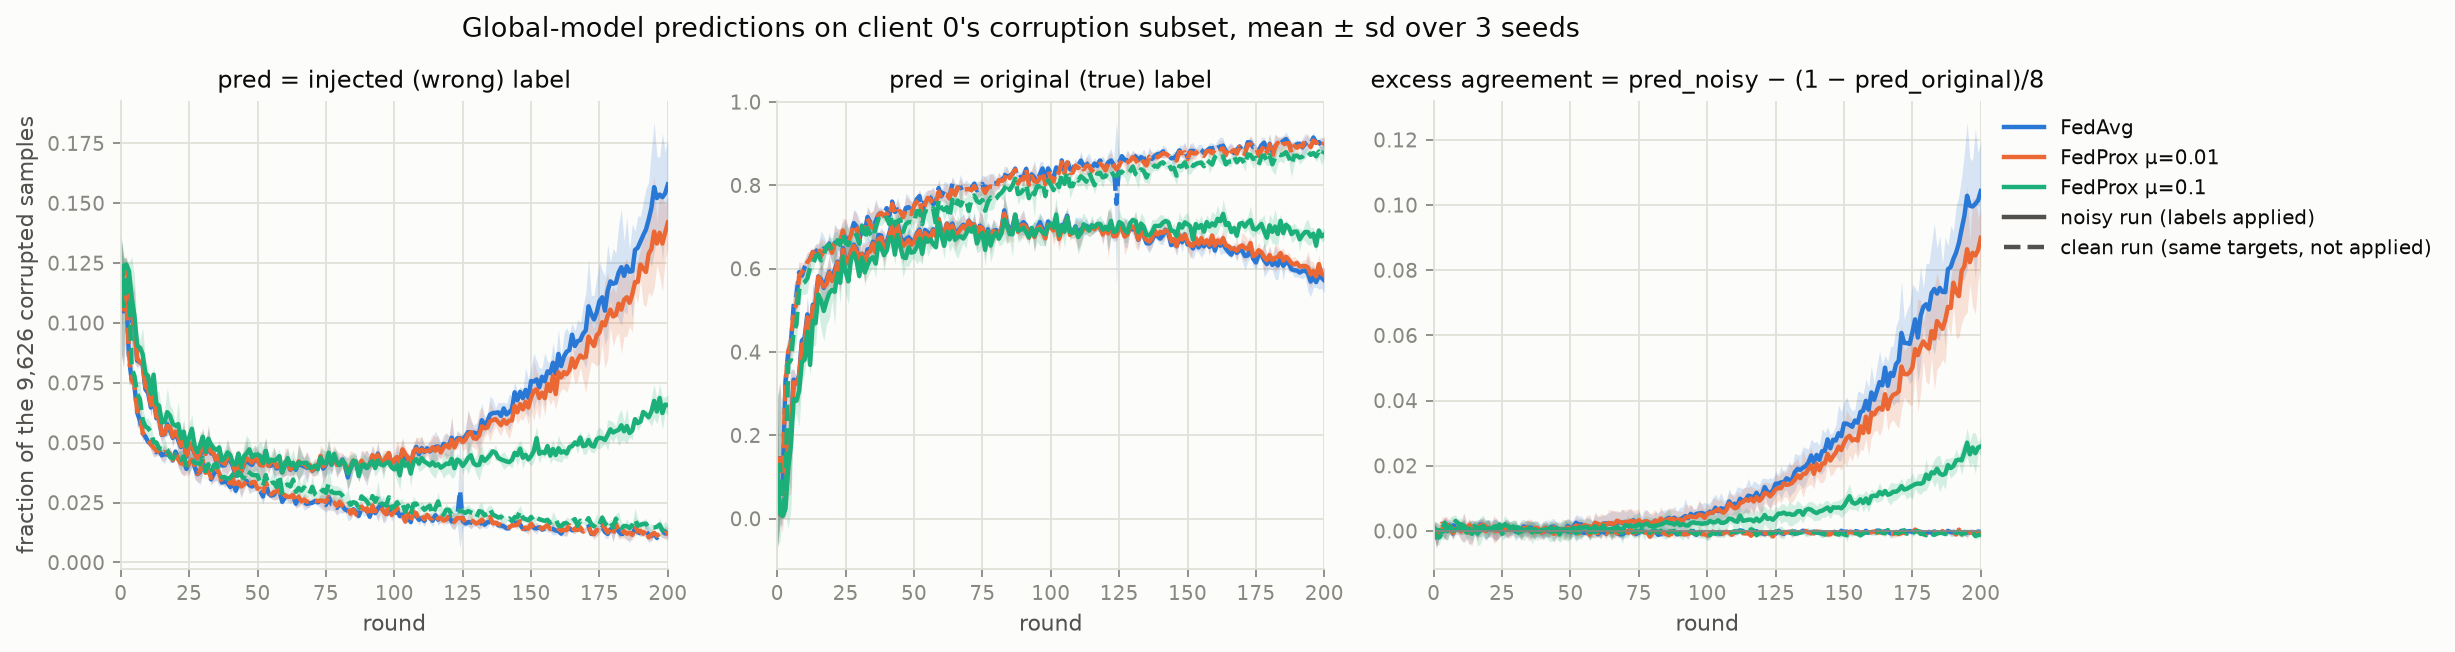 Global-model predictions on client 0's corruption subset, mean ± sd over 3 seeds
pred = injected (wrong) label
fraction of the 9,626 corrupted samples
0.175
0.150
0.125
0.100
0.075
0.050
0.025
0.000
0 25 50 75 100 125 150 175 200
round
pred = original (true) label
1.0
0.8
0.6
0.4
0.2
0.0
0 25 50 75 100 125 150 175 200
round
excess agreement = pred_noisy − (1 − pred_original)/8
0.12
0.10
0.08
0.06
0.04
0.02
0.00
0 25 50 75 100 125 150 175 200
round
FedAvg
FedProx μ=0.01
FedProx μ=0.1
noisy run (labels applied)
clean run (same targets, not applied)